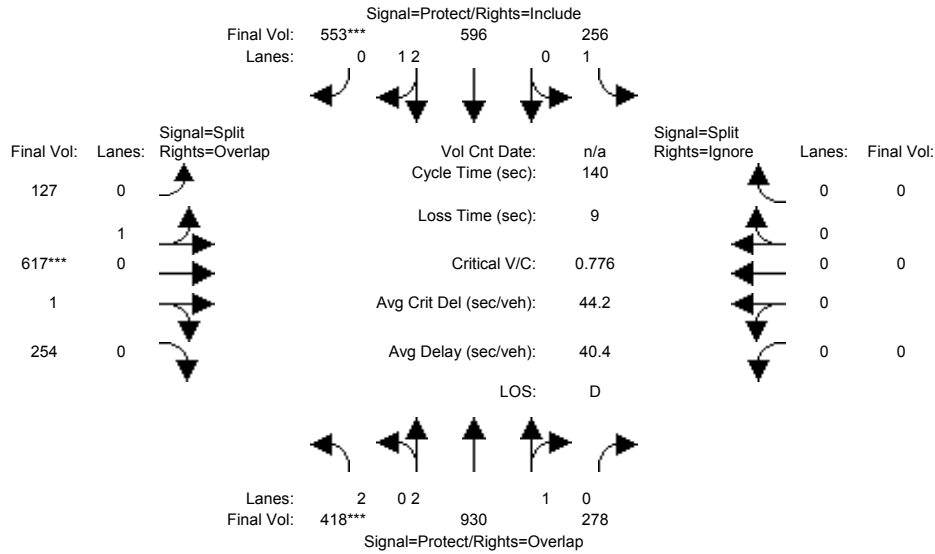 Signal=Protect/Rights=Include
Final Vol: 553*** 596 256
Lanes: 0 1 2 0 1
Signal=Split Signal=Split
Final Vol: Lanes: Rights=Overlap Vol Cnt Date: n/a Rights=Ignore Lanes: Final Vol:
127 0 Cycle Time (sec): 140 0 0
Loss Time (sec): 9
1 0
617*** 0 Critical V/C: 0.776 0 0
1 0 Avg Crit Del (sec/veh): 44.2 0
254 0 Avg Delay (sec/veh): 40.4 0 0
LOS: D
Lanes: 2 0 2 1 0
Final Vol: 418*** 930 278
Signal=Protect/Rights=Overlap